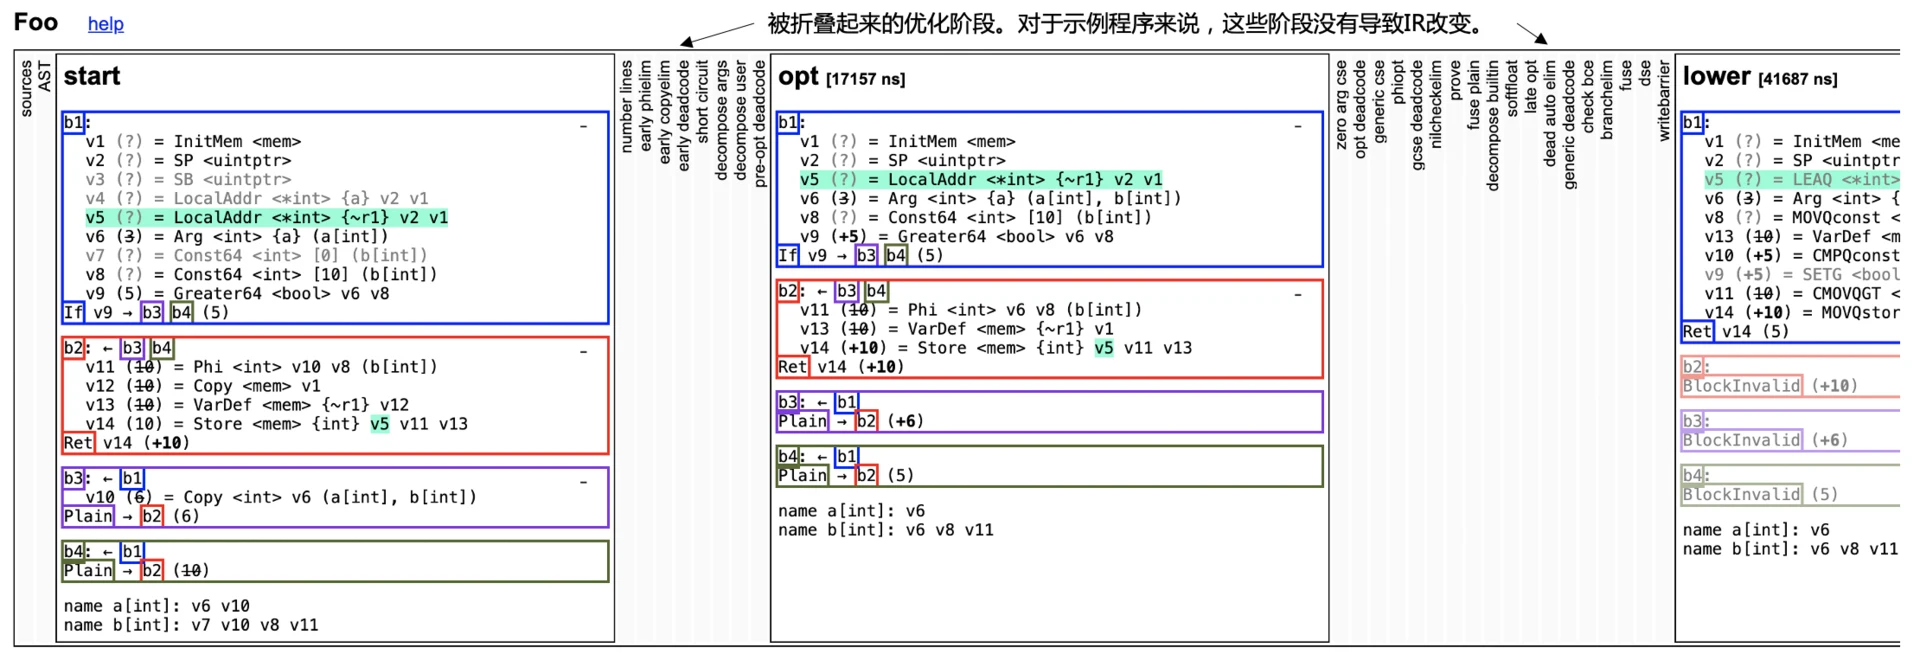 Foo help
被折叠起来的优化阶段。对于示例程序来说，这些阶段没有导致IR改变。
sources
AST
start
b1:
–
v1 (?) = InitMem <mem>
v2 (?) = SP <uintptr>
v3 (?) = SB <uintptr>
v4 (?) = LocalAddr <*int> {a} v2 v1
v5 (?) = LocalAddr <*int> {~r1} v2 v1
v6 (3) = Arg <int> {a} (a[int])
v7 (?) = Const64 <int> [0] (b[int])
v8 (?) = Const64 <int> [10] (b[int])
v9 (5) = Greater64 <bool> v6 v8
If v9 → b3 b4 (5)
b2: ← b3 b4
–
v11 (10) = Phi <int> v10 v8 (b[int])
v12 (10) = Copy <mem> v1
v13 (10) = VarDef <mem> {~r1} v12
v14 (10) = Store <mem> {int} v5 v11 v13
Ret v14 (+10)
b3: ← b1
–
v10 (6) = Copy <int> v6 (a[int], b[int])
Plain → b2 (6)
b4: ← b1
Plain → b2 (10)
name a[int]: v6 v10
name b[int]: v7 v10 v8 v11
number lines
early phielim
early copyelim
early deadcode
short circuit
decompose args
decompose user
pre-opt deadcode
opt [17157 ns]
b1:
–
v1 (?) = InitMem <mem>
v2 (?) = SP <uintptr>
v5 (?) = LocalAddr <*int> {~r1} v2 v1
v6 (3) = Arg <int> {a} (a[int], b[int])
v8 (?) = Const64 <int> [10] (b[int])
v9 (+5) = Greater64 <bool> v6 v8
If v9 → b3 b4 (5)
b2: ← b3 b4
–
v11 (10) = Phi <int> v6 v8 (b[int])
v13 (10) = VarDef <mem> {~r1} v1
v14 (+10) = Store <mem> {int} v5 v11 v13
Ret v14 (+10)
b3: ← b1
Plain → b2 (+6)
b4: ← b1
Plain → b2 (5)
name a[int]: v6
name b[int]: v6 v8 v11
zero arg cse
opt deadcode
generic cse
phiopt
gcse deadcode
nilcheckelim
prove
fuse plain
decompose builtin
softfloat
late opt
dead auto elim
generic deadcode
check bce
branchelim
fuse
dse
writebarrier
lower [41687 ns]
b1:
v1 (?) = InitMem <me
v2 (?) = SP <uintptr
v5 (?) = LEAQ <*int>
v6 (3) = Arg <int> {
v8 (?) = MOVQconst <
v13 (10) = VarDef <m
v10 (+5) = CMPQconst
v9 (+5) = SETG <bool
v11 (10) = CMOVQGT <
v14 (+10) = MOVQstor
Ret v14 (5)
b2:
BlockInvalid (+10)
b3:
BlockInvalid (+6)
b4:
BlockInvalid (5)
name a[int]: v6
name b[int]: v6 v8 v11